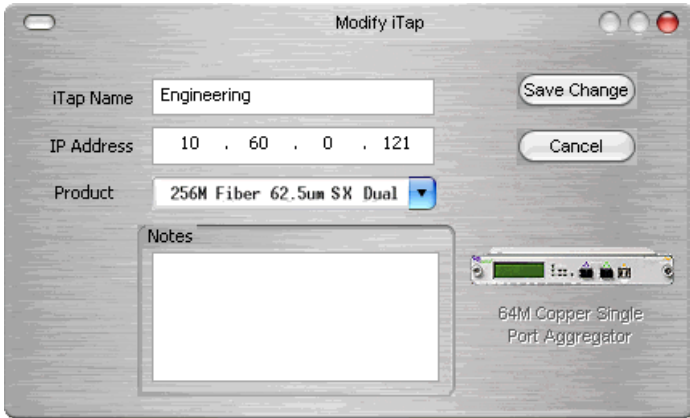 Modify iTap
iTap Name
Engineering
Save Change
IP Address
10 . 60 . 0 . 121
Cancel
Product
256M Fiber 62.5um SX Dual
Notes
64M Copper Single
Port Aggregator